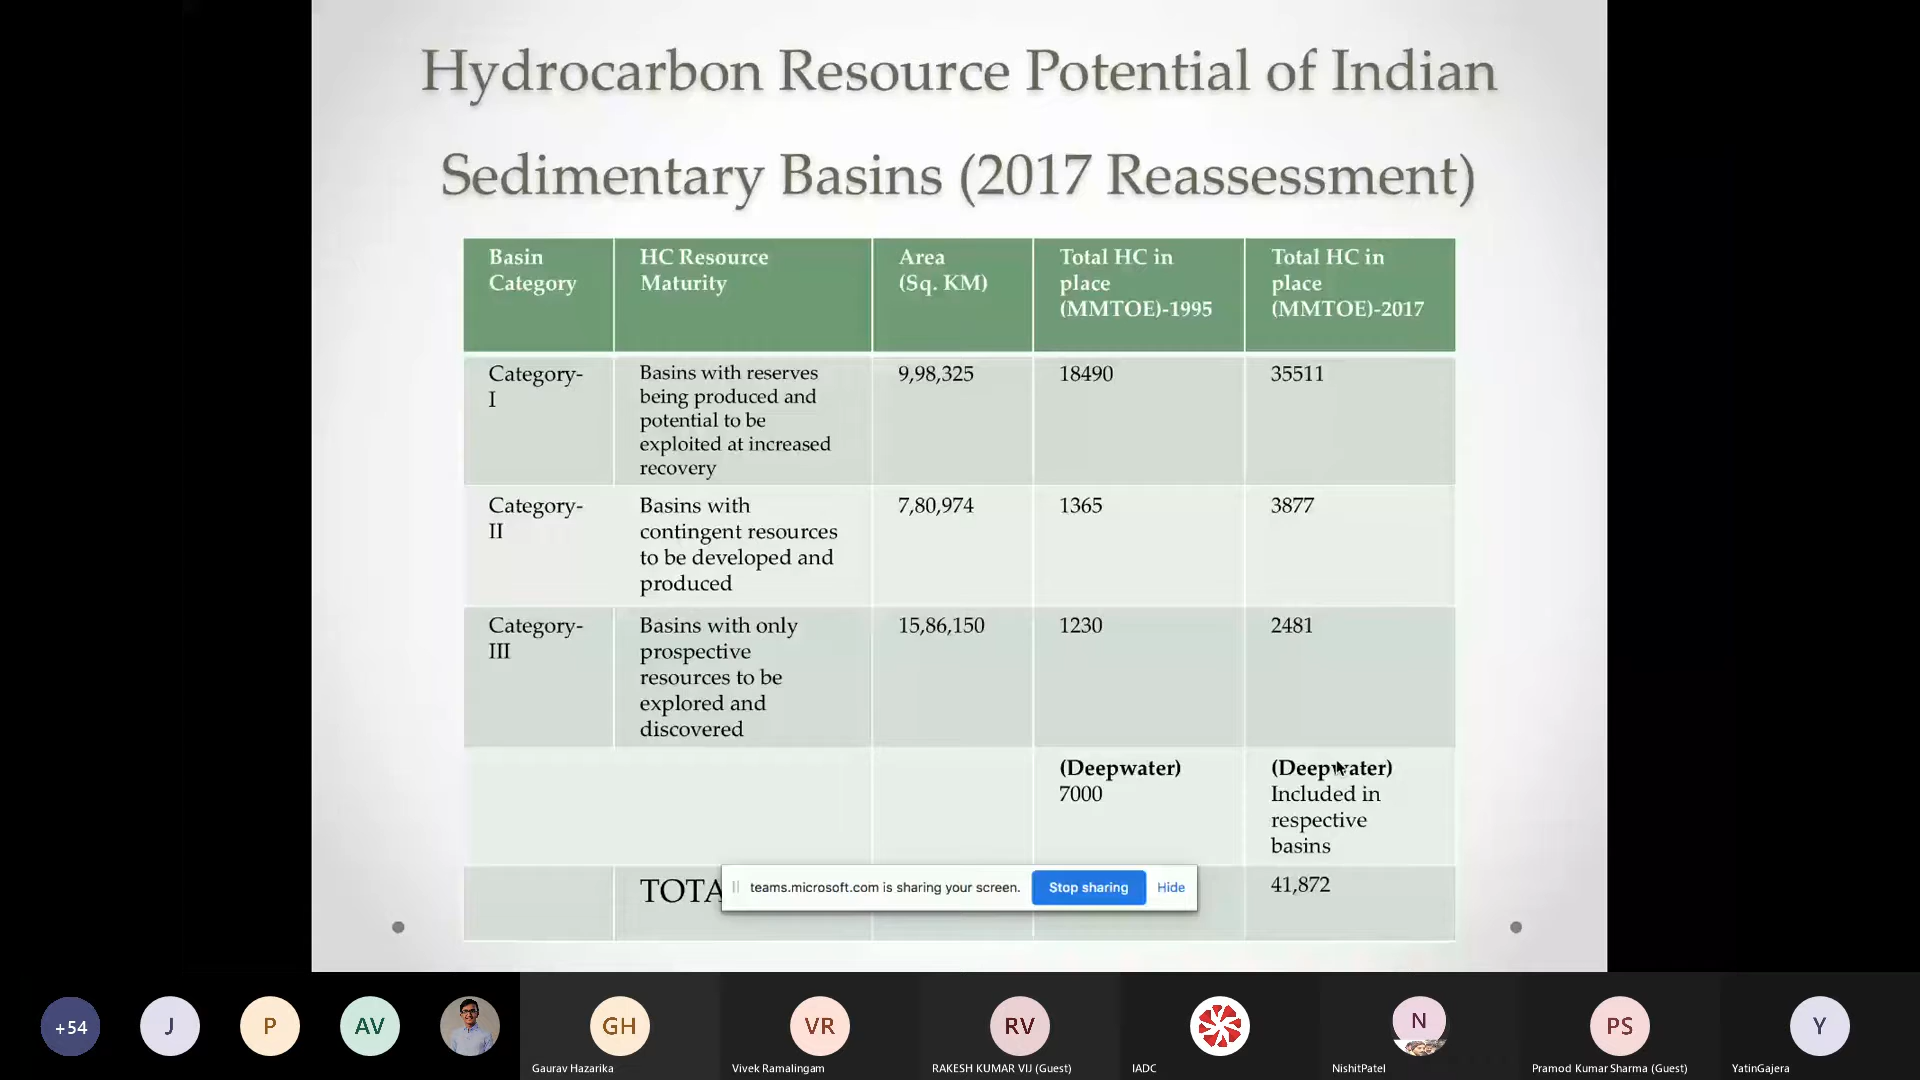 Hydrocarbon Resource Potential of Indian
Sedimentary Basins (2017 Reassessment)
Basin
Category
HC Resource
Maturity
Area
(Sq. KM)
Total HC in
place
(MMTOE)-1995
Total HC in
place
(MMTOE)-2017
Category-
I
Basins with reserves
being produced and
potential to be
exploited at increased
recovery
9,98,325
18490
35511
Category-
II
Basins with
contingent resources
to be developed and
produced
7,80,974
1365
3877
Category-
III
Basins with only
prospective
resources to be
explored and
discovered
15,86,150
1230
2481
(Deepwater)
7000
(Deepwater)
Included in
respective
basins
TOTA
41,872
teams.microsoft.com is sharing your screen.
Stop sharing
Hide
+54
J
P
AV
GH
VR
RV
N
PS
Y
Gaurav Hazarika
Vivek Ramalingam
RAKESH KUMAR VIJ (Guest)
IADC
NishitPatel
Pramod Kumar Sharma (Guest)
YatinGajera